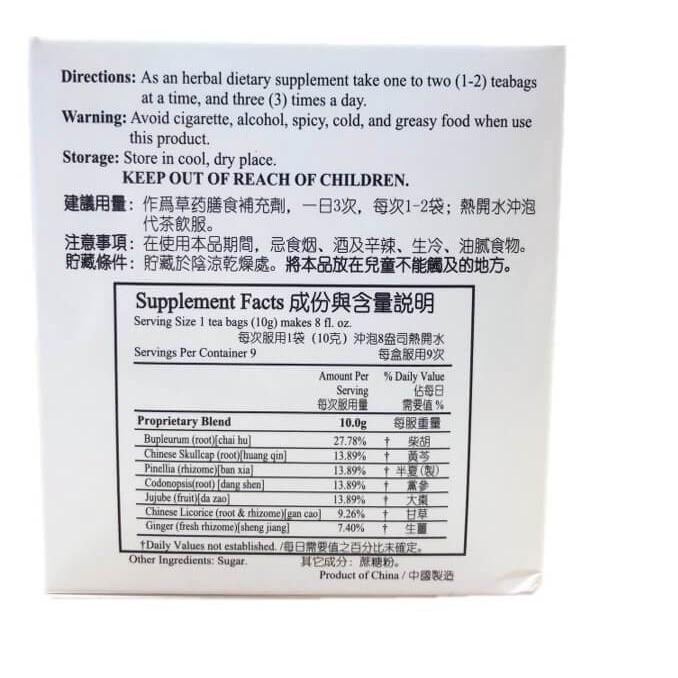 Directions: As an herbal dietary supplement take one to two (1-2) teabags
at a time, and three (3) times a day.
Warning: Avoid cigarette, alcohol, spicy, cold, and greasy food when use
this product.
Storage: Store in cool, dry place.
KEEP OUT OF REACH OF CHILDREN.
建議用量：作爲草药膳食補充劑，一日3次，每次1-2袋；熱開水沖泡
代茶飲服。
注意事項：在使用本品期間，忌食烟、酒及辛辣、生冷、油膩食物。
貯藏條件：貯藏於陰涼乾燥處。將本品放在兒童不能觸及的地方。
Supplement Facts 成份與含量説明
Serving Size 1 tea bags (10g) makes 8 fl. oz.
每次服用1袋（10克）沖泡8盎司熱開水
Servings Per Container 9 每盒服用9次
Amount Per % Daily Value
Serving 佔每日
每次服用量 需要值 %
Proprietary Blend 10.0g 每服重量
Bupleurum (root)[chai hu] 27.78% † 柴胡
Chinese Skullcap (root)[huang qin] 13.89% † 黃芩
Pinellia (rhizome)[ban xia] 13.89% † 半夏(製)
Codonopsis(root) [dang shen] 13.89% † 黨參
Jujube (fruit)[da zao] 13.89% † 大棗
Chinese Licorice (root & rhizome)[gan cao] 9.26% † 甘草
Ginger (fresh rhizome)[sheng jiang] 7.40% † 生薑
†Daily Values not established. /每日需要值之百分比未確定。
Other Ingredients: Sugar. 其它成分：蔗糖粉。
Product of China / 中國製造